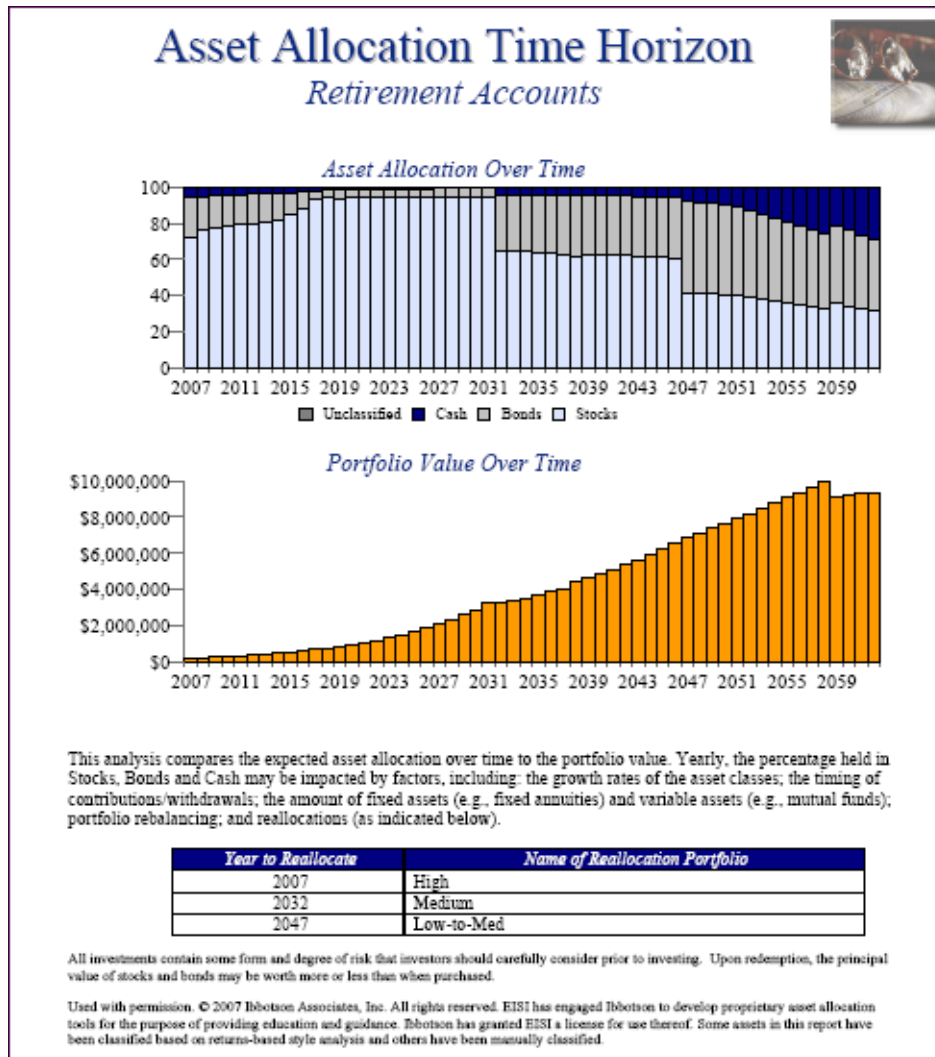 Asset Allocation Time Horizon
Retirement Accounts
Asset Allocation Over Time
100
80
60
40
20
0
2007 2011 2015 2019 2023 2027 2031 2035 2039 2043 2047 2051 2055 2059
Unclassified Cash Bonds Stocks
Portfolio Value Over Time
$10,000,000
$8,000,000
$6,000,000
$4,000,000
$2,000,000
$0
2007 2011 2015 2019 2023 2027 2031 2035 2039 2043 2047 2051 2055 2059
This analysis compares the expected asset allocation over time to the portfolio value. Yearly, the percentage held in
Stocks, Bonds and Cash may be impacted by factors, including: the growth rates of the asset classes; the timing of
contributions/withdrawals; the amount of fixed assets (e.g., fixed annuities) and variable assets (e.g., mutual funds);
portfolio rebalancing; and reallocations (as indicated below).
Year to Reallocate Name of Reallocation Portfolio
2007 High
2032 Medium
2047 Low-to-Med
All investments contain some form and degree of risk that investors should carefully consider prior to investing. Upon redemption, the principal
value of stocks and bonds may be worth more or less than when purchased.
Used with permission. © 2007 Ibbotson Associates, Inc. All rights reserved. EISI has engaged Ibbotson to develop proprietary asset allocation
tools for the purpose of providing education and guidance. Ibbotson has granted EISI a license for use thereof. Some assets in this report have
been classified based on returns-based style analysis and others have been manually classified.